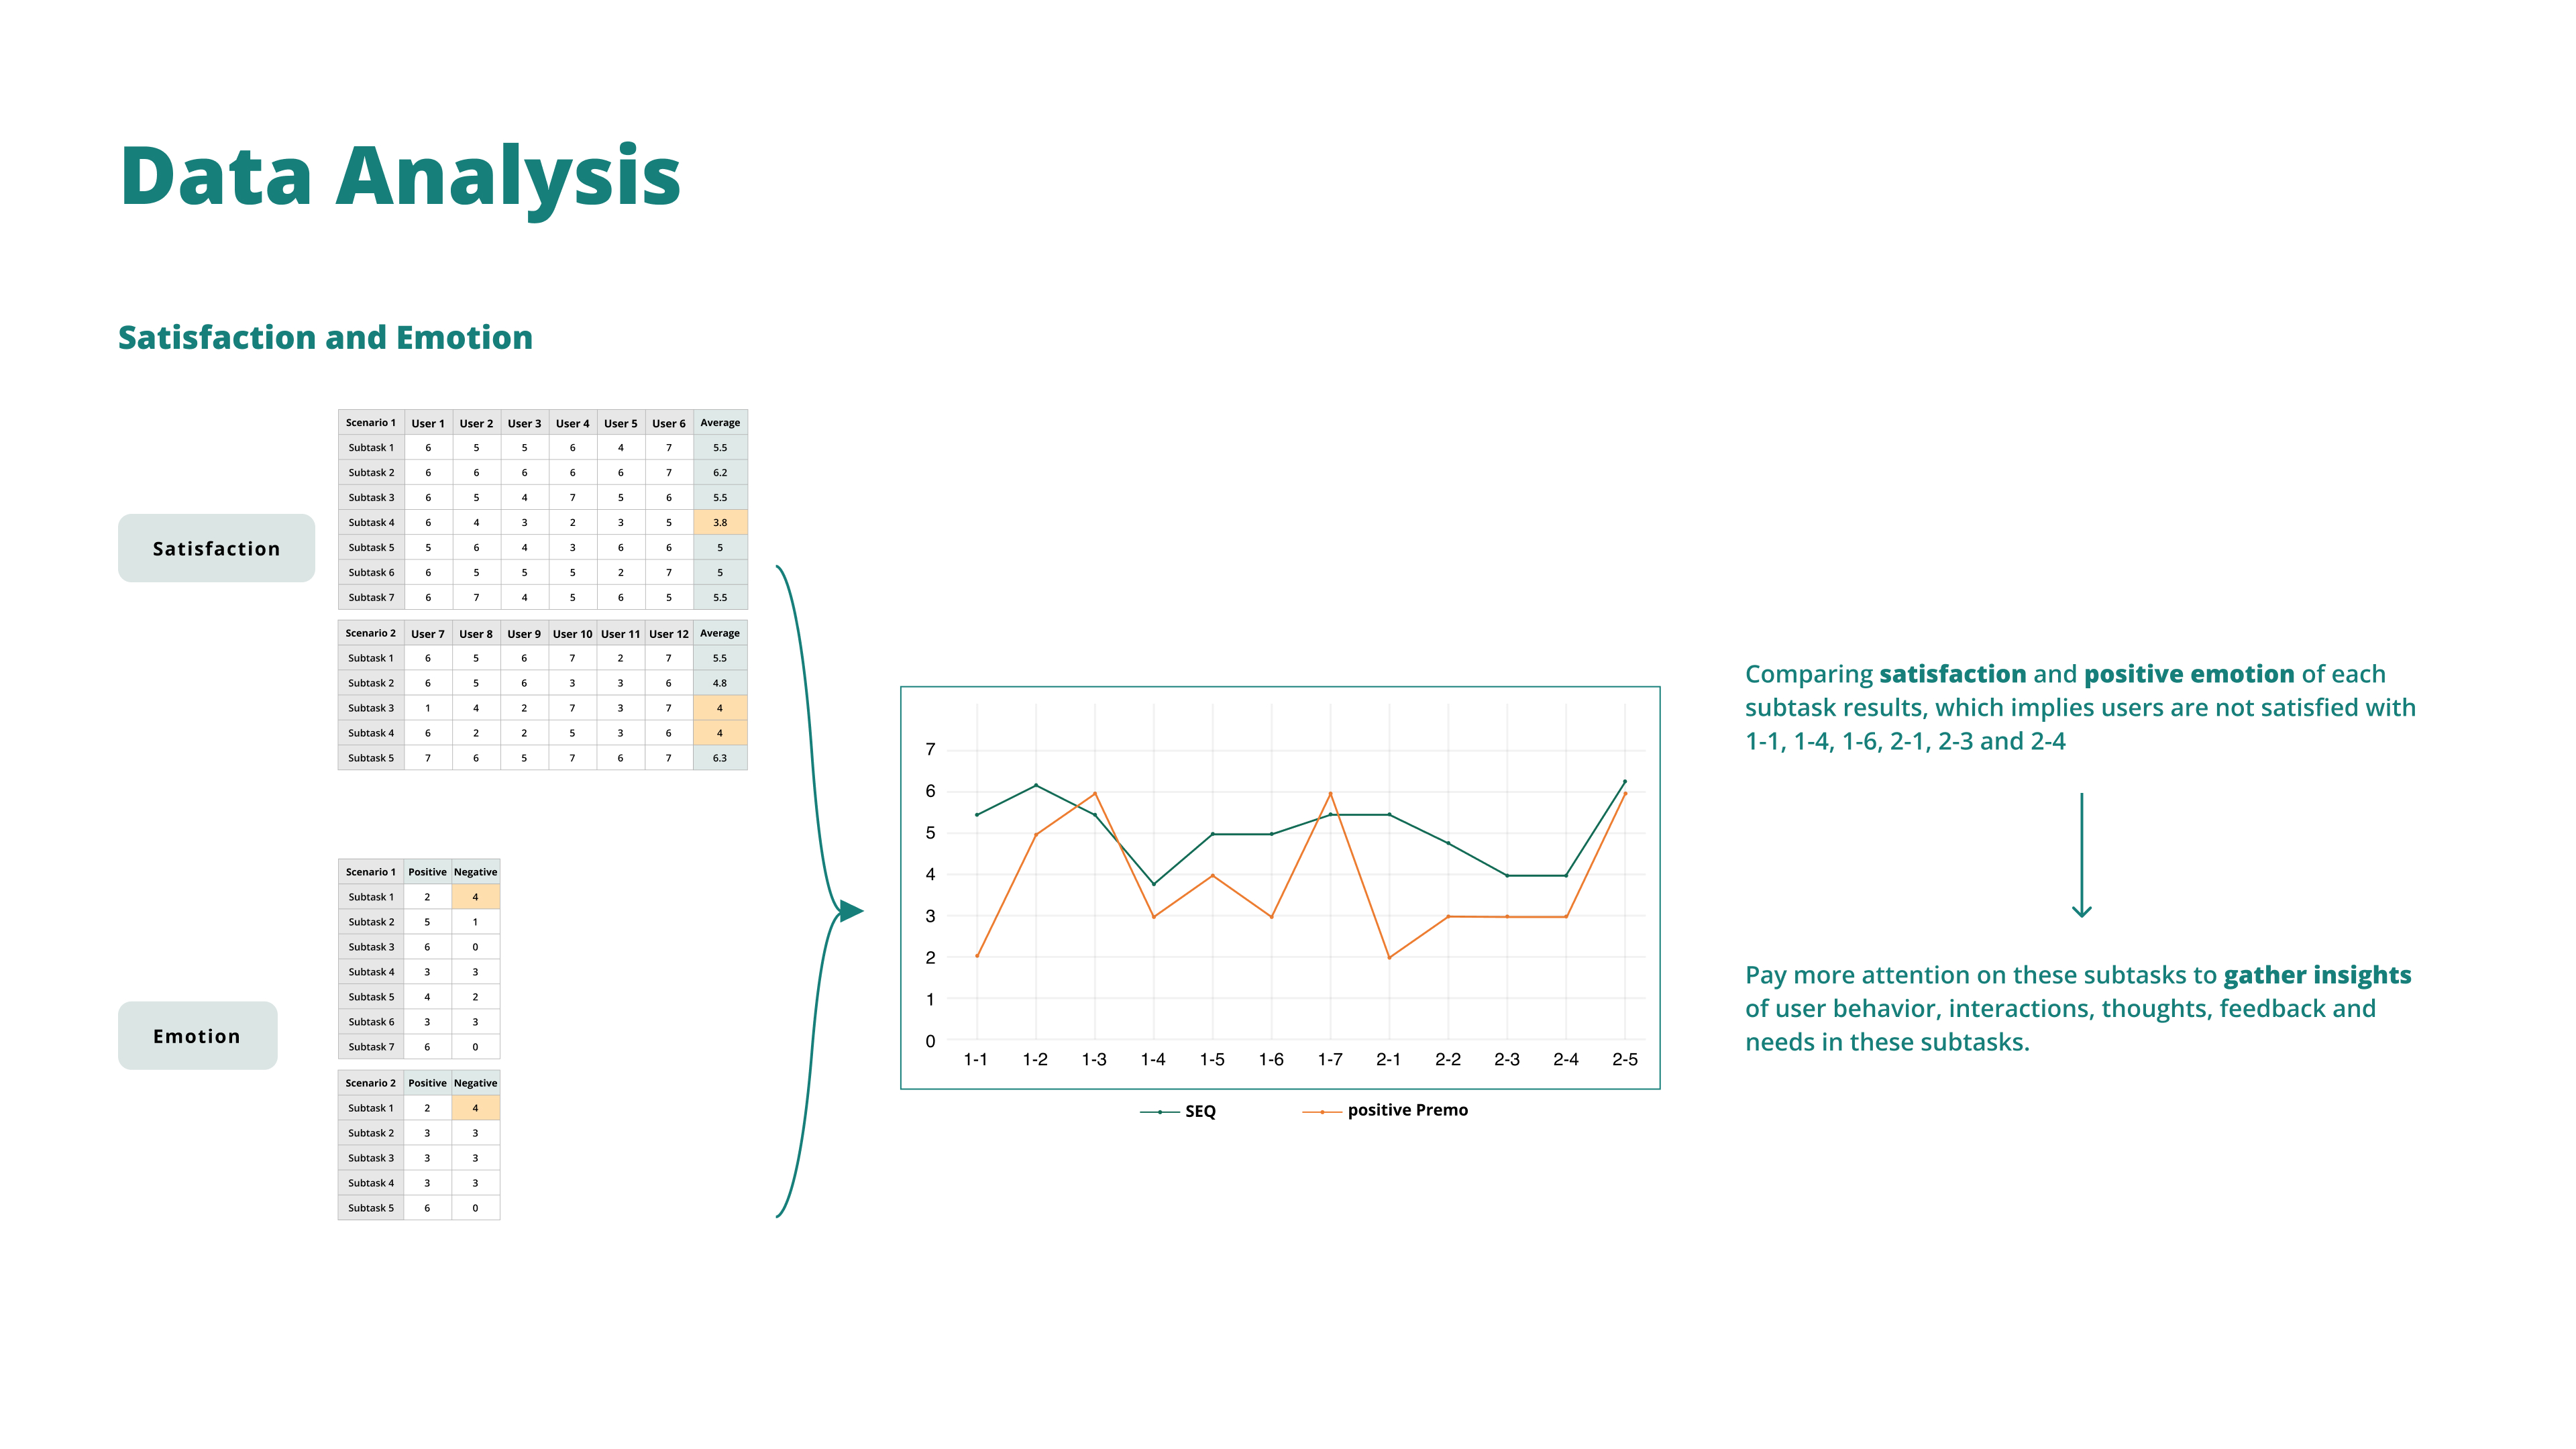 Data Analysis
Satisfaction and Emotion
Satisfaction
Scenario 1 User 1 User 2 User 3 User 4 User 5 User 6 Average
Subtask 1 6 5 5 6 4 7 5.5
Subtask 2 6 6 6 6 6 7 6.2
Subtask 3 6 5 4 7 5 6 5.5
Subtask 4 6 4 3 2 3 5 3.8
Subtask 5 5 6 4 3 6 6 5
Subtask 6 6 5 5 5 2 7 5
Subtask 7 6 7 4 5 6 5 5.5
Scenario 2 User 7 User 8 User 9 User 10 User 11 User 12 Average
Subtask 1 6 5 6 7 2 7 5.5
Subtask 2 6 5 6 3 3 6 4.8
Subtask 3 1 4 2 7 3 7 4
Subtask 4 6 2 2 5 3 6 4
Subtask 5 7 6 5 7 6 7 6.3
Emotion
Scenario 1 Positive Negative
Subtask 1 2 4
Subtask 2 5 1
Subtask 3 6 0
Subtask 4 3 3
Subtask 5 4 2
Subtask 6 3 3
Subtask 7 6 0
Scenario 2 Positive Negative
Subtask 1 2 4
Subtask 2 3 3
Subtask 3 3 3
Subtask 4 3 3
Subtask 5 6 0
7
6
5
4
3
2
1
0
1-1 1-2 1-3 1-4 1-5 1-6 1-7 2-1 2-2 2-3 2-4 2-5
SEQ positive Premo
Comparing satisfaction and positive emotion of each
subtask results, which implies users are not satisfied with
1-1, 1-4, 1-6, 2-1, 2-3 and 2-4
Pay more attention on these subtasks to gather insights
of user behavior, interactions, thoughts, feedback and
needs in these subtasks.